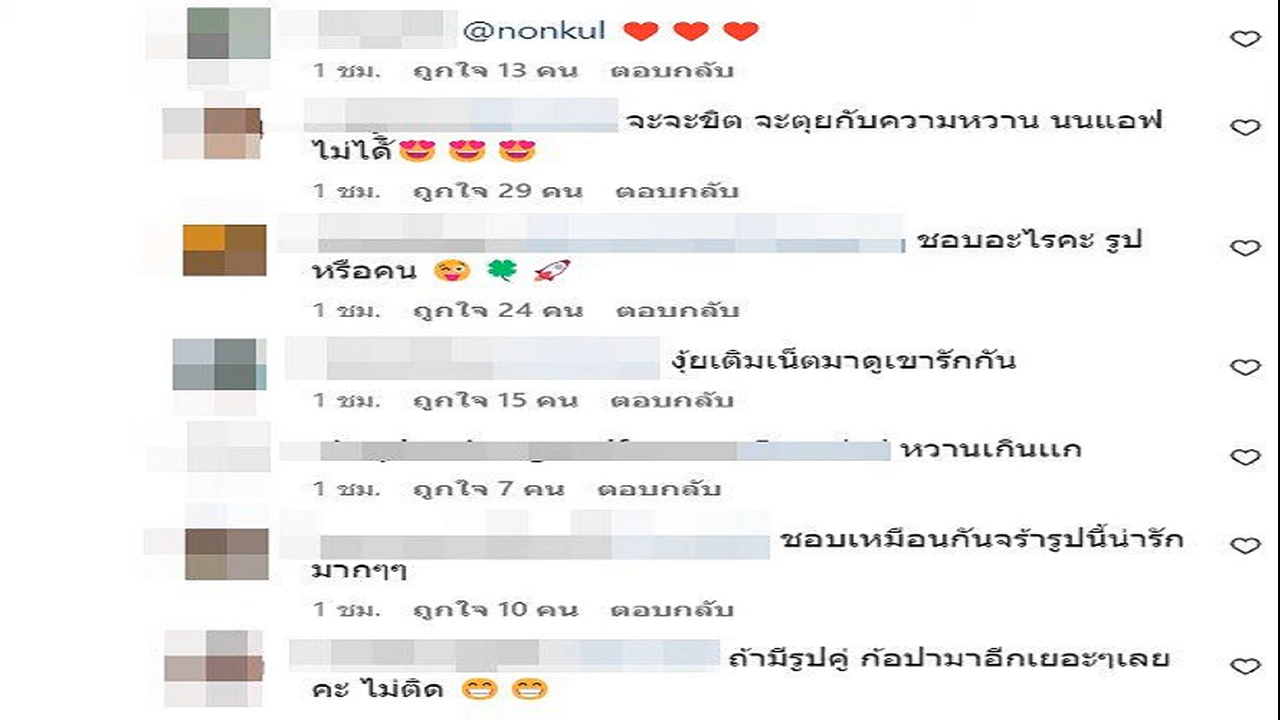 @nonkul ❤️ ❤️ ❤️
1 ชม. ถูกใจ 13 คน ตอบกลับ
จะจะขิต จะตุยกับความหวาน นนแอฟ
ไม่ได้ั😍 😍 😍
1 ชม. ถูกใจ 29 คน ตอบกลับ
ชอบอะไรคะ รูป
หรือคน 😜 🍀 🚀
1 ชม. ถูกใจ 24 คน ตอบกลับ
งุ้ยเติมเน็ตมาดูเขารักกัน
1 ชม. ถูกใจ 15 คน ตอบกลับ
หวานเกินแก
1 ชม. ถูกใจ 7 คน ตอบกลับ
ชอบเหมือนกันจร้ารูปนี้น่ารัก
มากๆๆ
1 ชม. ถูกใจ 10 คน ตอบกลับ
ถ้ามีรูปคู่ ก้อปามาอีกเยอะๆเลย
คะ ไม่ติด 😁 😁